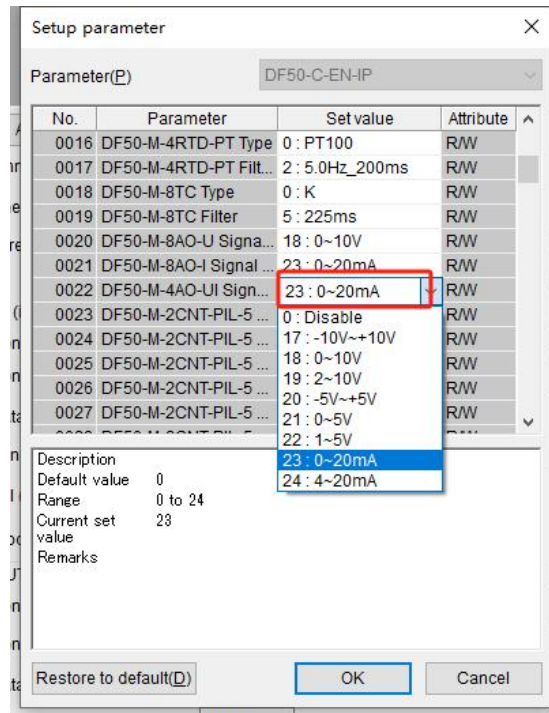 Setup parameter
Parameter(P) DF50-C-EN-IP
No. Parameter Set value Attribute
0016 DF50-M-4RTD-PT Type 0 : PT100 R/W
0017 DF50-M-4RTD-PT Filt... 2 : 5.0Hz_200ms R/W
0018 DF50-M-8TC Type 0 : K R/W
0019 DF50-M-8TC Filter 5 : 225ms R/W
0020 DF50-M-8AO-U Signa... 18 : 0~10V R/W
0021 DF50-M-8AO-I Signal ... 23 : 0~20mA R/W
0022 DF50-M-4AO-UI Sign... 23 : 0~20mA R/W
0023 DF50-M-2CNT-PIL-5 ... 0 : Disable R/W
0024 DF50-M-2CNT-PIL-5 ... 17 : -10V~+10V R/W
18 : 0~10V
0025 DF50-M-2CNT-PIL-5 ... 19 : 2~10V R/W
0026 DF50-M-2CNT-PIL-5 ... 20 : -5V~+5V R/W
0027 DF50-M-2CNT-PIL-5 ... 21 : 0~5V R/W
22 : 1~5V
23 : 0~20mA
24 : 4~20mA
Description
Default value 0
Range 0 to 24
Current set value 23
Remarks
Restore to default(D) OK Cancel